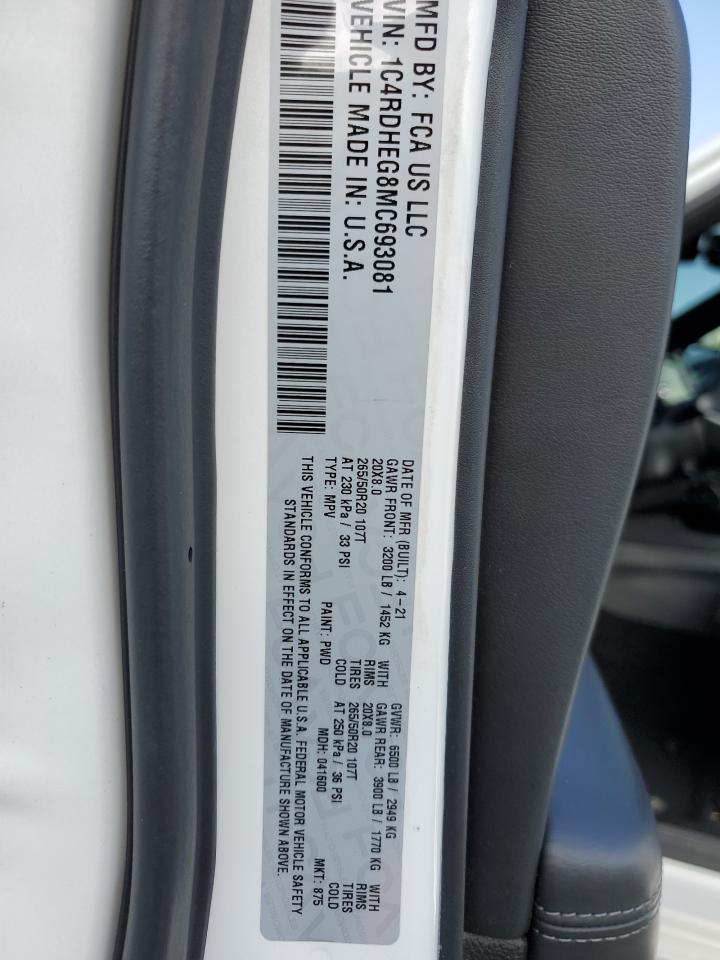 MFD BY: FCA US LLC
VIN: 1C4RDHEG8MC693081
VEHICLE MADE IN: U.S.A.
DATE OF MFR (BUILT): 4-21 GVWR: 6500 LB / 2949 KG
GAWR FRONT: 3200 LB / 1452 KG WITH GAWR REAR: 3900 LB / 1770 KG WITH
20X8.0 RIMS 20X8.0 RIMS
265/50R20 107T TIRES 265/50R20 107T TIRES
AT 230 kPa / 33 PSI COLD AT 250 kPa / 36 PSI COLD
TYPE: MPV PAINT: PWD MDH: 041600 MKT: 875
THIS VEHICLE CONFORMS TO ALL APPLICABLE U.S.A. FEDERAL MOTOR VEHICLE SAFETY
STANDARDS IN EFFECT ON THE DATE OF MANUFACTURE SHOWN ABOVE.